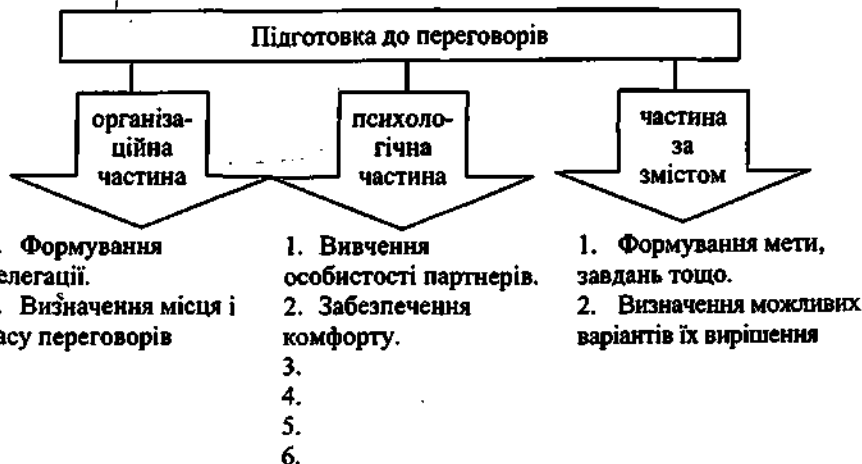 Підготовка до переговорів
організа-
ційна
частина
психоло-
гічна
частина
частина
за
змістом
. Формування
елегації.
. Визначення місця і
асу переговорів
1. Вивчення
особистості партнерів.
2. Забезпечення
комфорту.
3.
4.
5.
6.
1. Формування мети,
завдань тощо.
2. Визначення можливих
варіантів їх вирішення